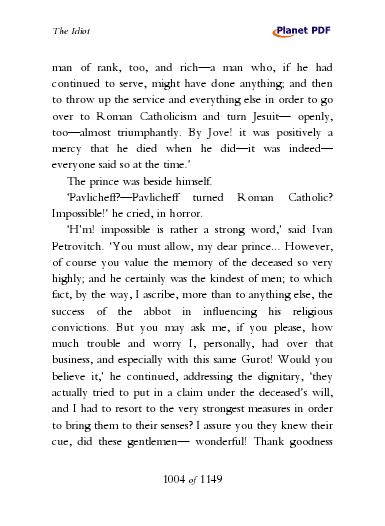 The Idiot
Planet PDF
man of rank, too, and rich—a man who, if he had
continued to serve, might have done anything; and then
to throw up the service and everything else in order to go
over to Roman Catholicism and turn Jesuit— openly,
too—almost triumphantly. By Jove! it was positively a
mercy that he died when he did—it was indeed—
everyone said so at the time.’
The prince was beside himself.
‘Pavlicheff?—Pavlicheff turned Roman Catholic?
Impossible!’ he cried, in horror.
‘H’m! impossible is rather a strong word,’ said Ivan
Petrovitch. ‘You must allow, my dear prince... However,
of course you value the memory of the deceased so very
highly; and he certainly was the kindest of men; to which
fact, by the way, I ascribe, more than to anything else, the
success of the abbot in influencing his religious
convictions. But you may ask me, if you please, how
much trouble and worry I, personally, had over that
business, and especially with this same Gurot! Would you
believe it,’ he continued, addressing the dignitary, ‘they
actually tried to put in a claim under the deceased’s will,
and I had to resort to the very strongest measures in order
to bring them to their senses? I assure you they knew their
cue, did these gentlemen— wonderful! Thank goodness
1004 of 1149